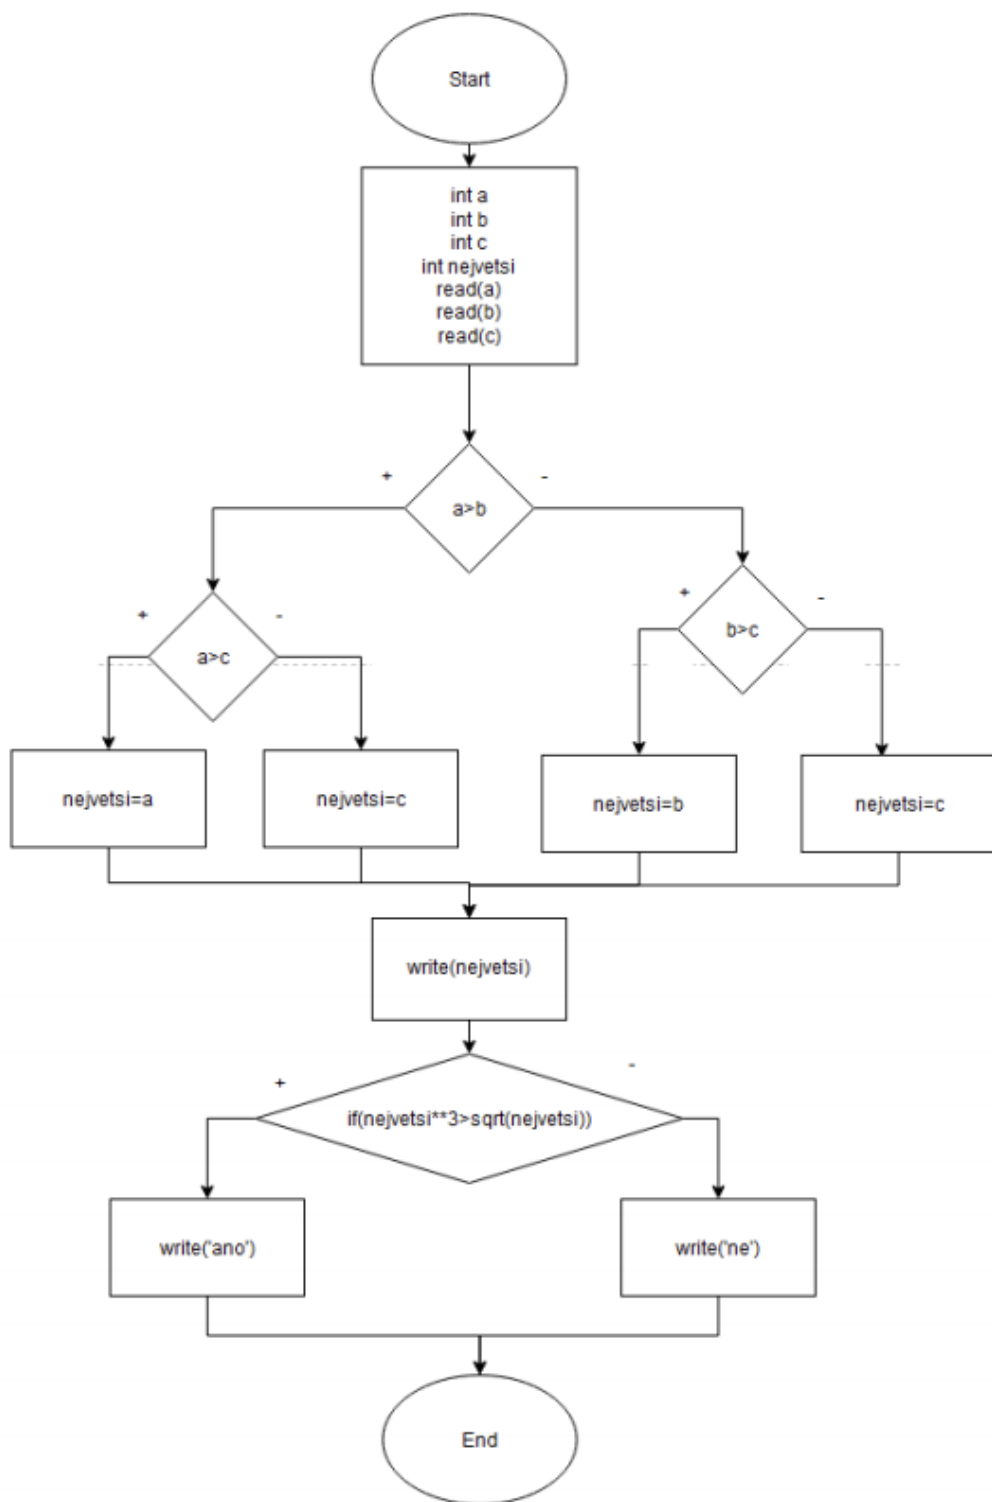 Start
int a
int b
int c
int nejvetsi
read(a)
read(b)
read(c)
+
-
a>b
+
-
a>c
+
-
b>c
nejvetsi=a
nejvetsi=c
nejvetsi=b
nejvetsi=c
write(nejvetsi)
+
-
if(nejvetsi**3>sqrt(nejvetsi))
write('ano')
write('ne')
End